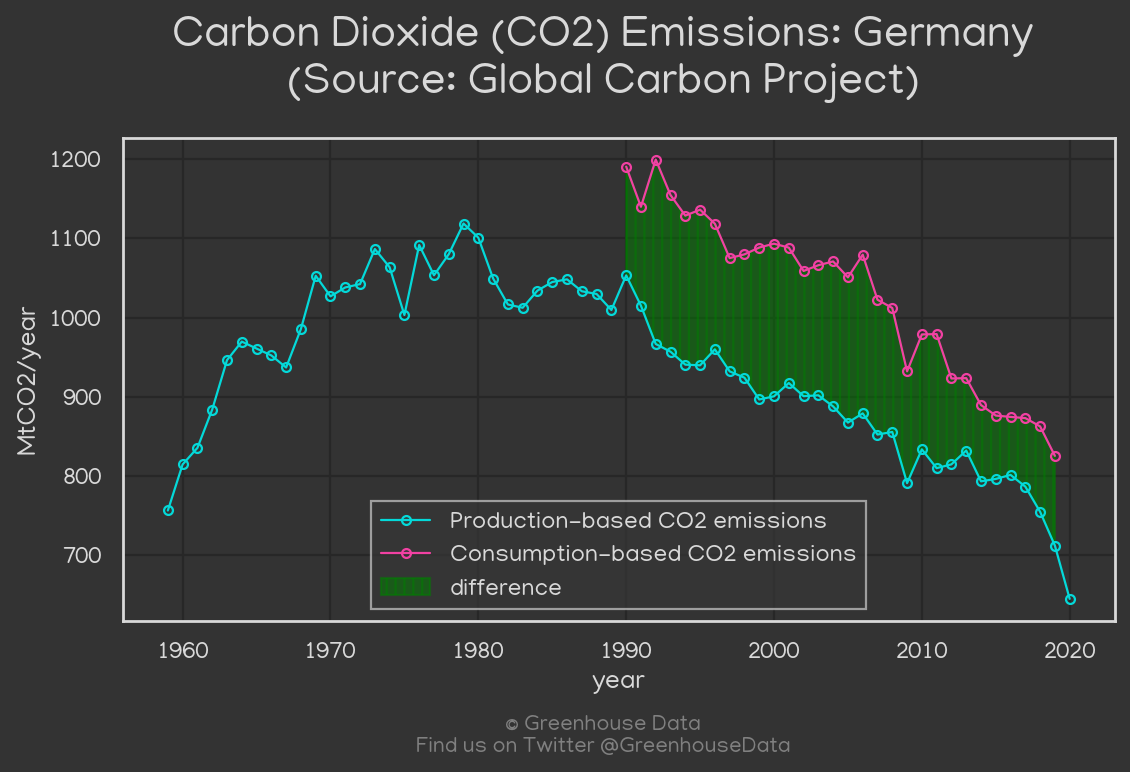 Carbon Dioxide (CO2) Emissions: Germany
(Source: Global Carbon Project)
MtCO2/year
1200
1100
1000
900
800
700
Production-based CO2 emissions
Consumption-based CO2 emissions
difference
1960 1970 1980 1990 2000 2010 2020
year
© Greenhouse Data
Find us on Twitter @GreenhouseData